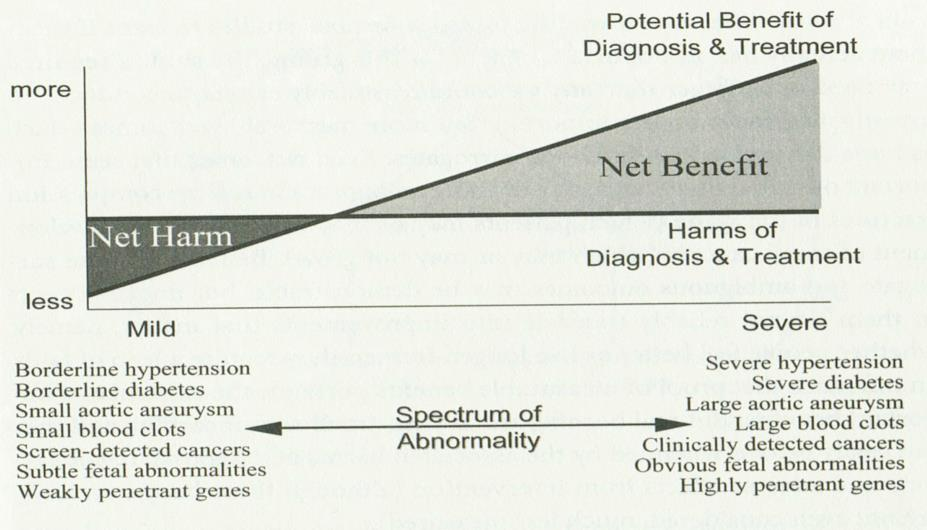 Potential Benefit of
Diagnosis & Treatment
more
Net Benefit
Net Harm
Harms of
Diagnosis & Treatment
less
Mild
Severe
Borderline hypertension
Borderline diabetes
Small aortic aneurysm
Small blood clots
Screen-detected cancers
Subtle fetal abnormalities
Weakly penetrant genes
Spectrum of
Abnormality
Severe hypertension
Severe diabetes
Large aortic aneurysm
Large blood clots
Clinically detected cancers
Obvious fetal abnormalities
Highly penetrant genes